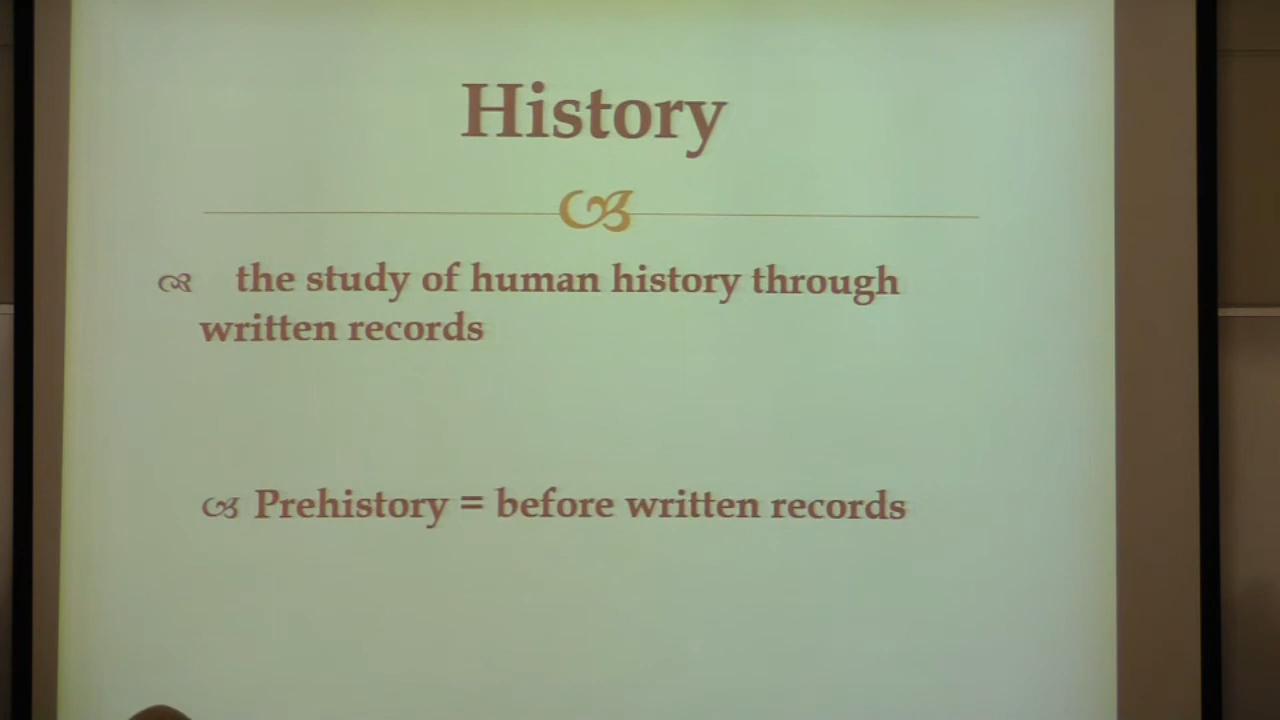 History
the study of human history through
written records
Prehistory = before written records